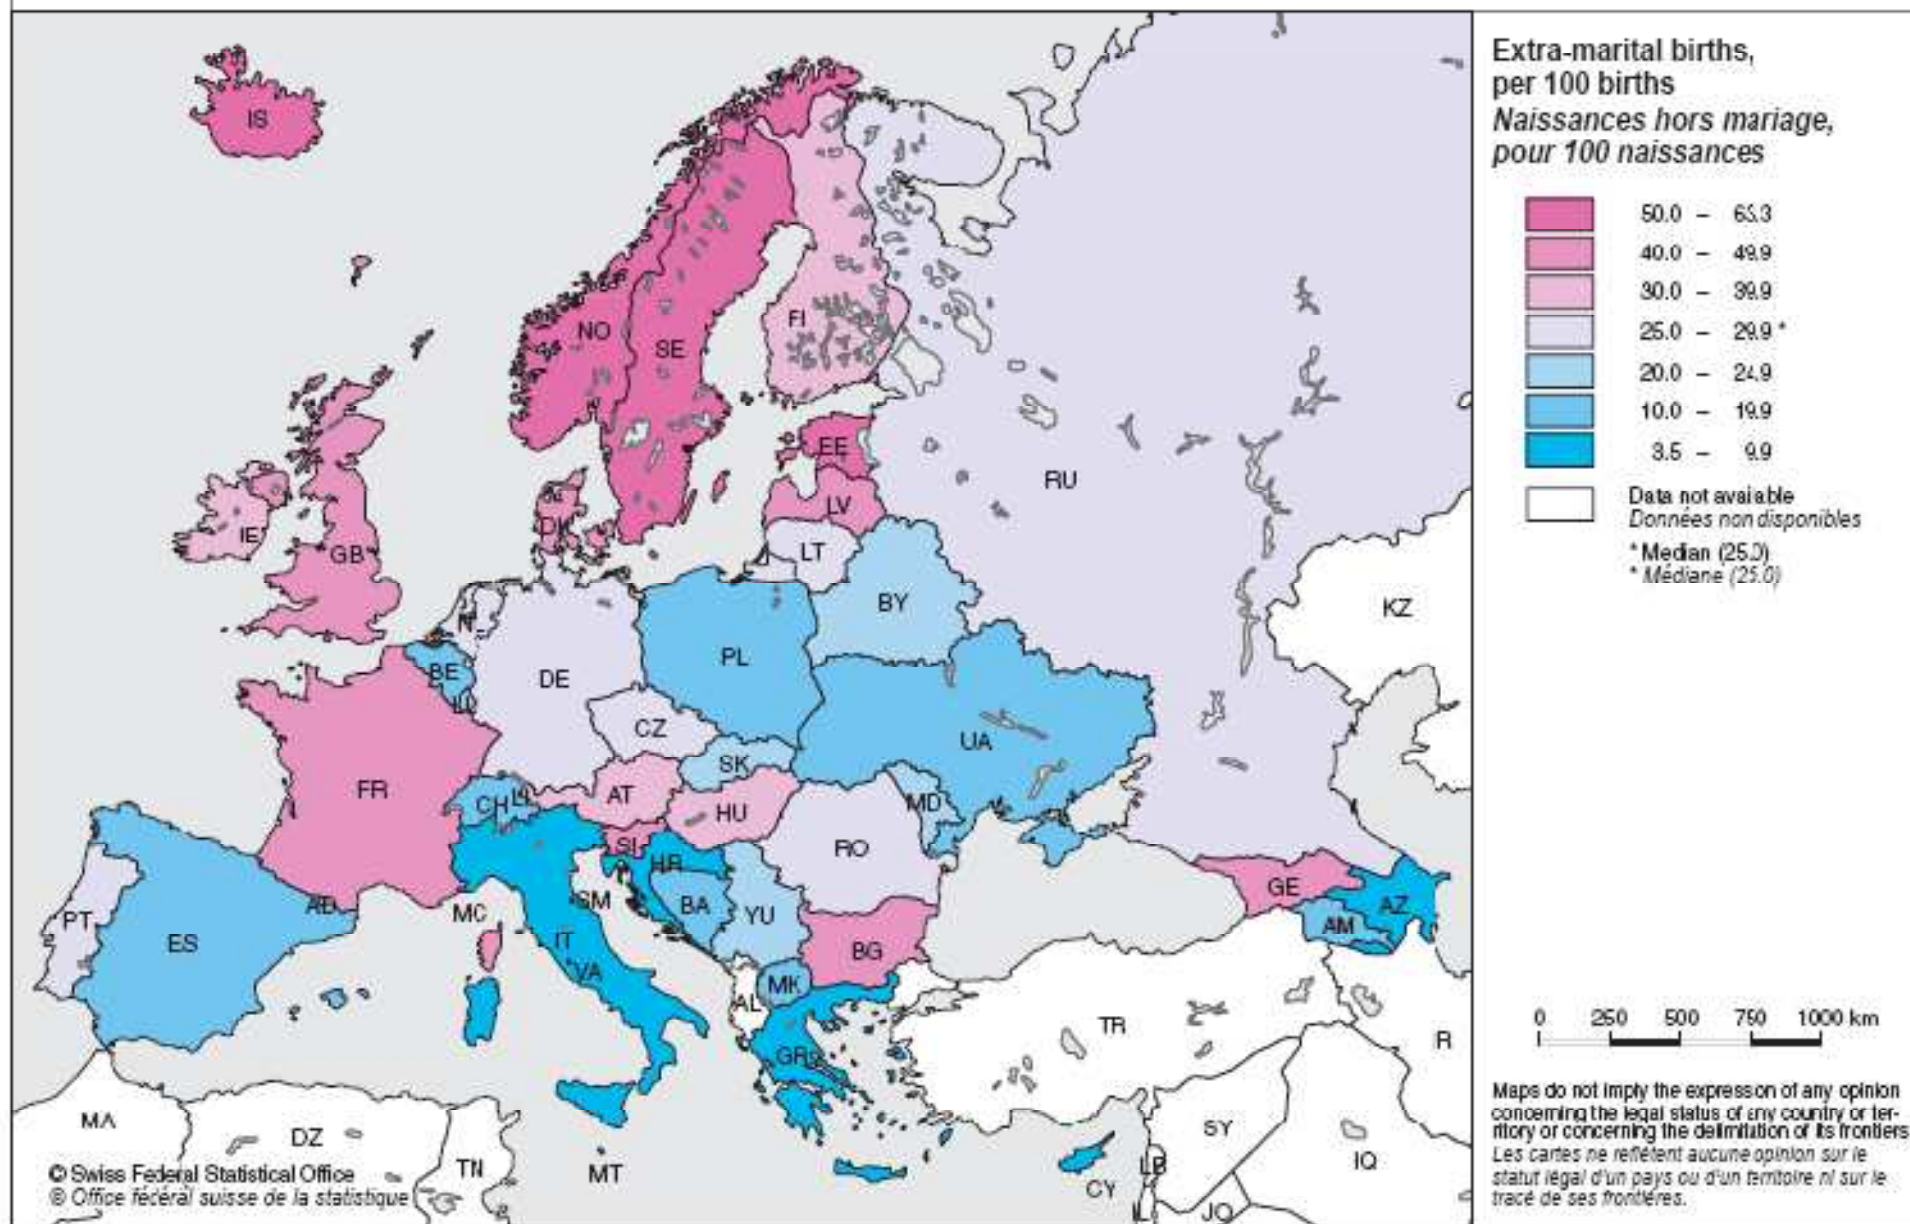 Extra-marital births,
per 100 births
Naissances hors mariage,
pour 100 naissances
50.0 –
40.0 – 49.9
30.0 – 39.9
25.0 – 29.9 *
20.0 – 24.9
10.0 – 19.9
3.5 – 9.9
Data not avaiable
Données non disponibles
* Median (25.0)
* Médiane (25.0)
0 250 500 750 1000 km
Maps do not imply the expression of any opinion
concerning the legal status of any country or ter-
ritory or concerning the delimitation of its frontiers
Les cartes ne reflétent aucune opinion sur le
statut légal d'un pays ou d'un territoire ni sur le
tracé de ses frontières.
IS
NO
SE
FI
EE
RU
LV
DK
IE
GB
LT
BY
KZ
PL
BE
DE
CZ
UA
SK
FR
AT
CH
LI
HU
MD
SI
RO
HR
GE
SM
BA
YU
AZ
AD
MC
PT
AM
ES
IT
BG
VA
MK
AL
TR
R
GR
MA
DZ
SY
IQ
TN
MT
LB
CY
JO
© Swiss Federal Statistical Office
© Office fédéral suisse de la statistique